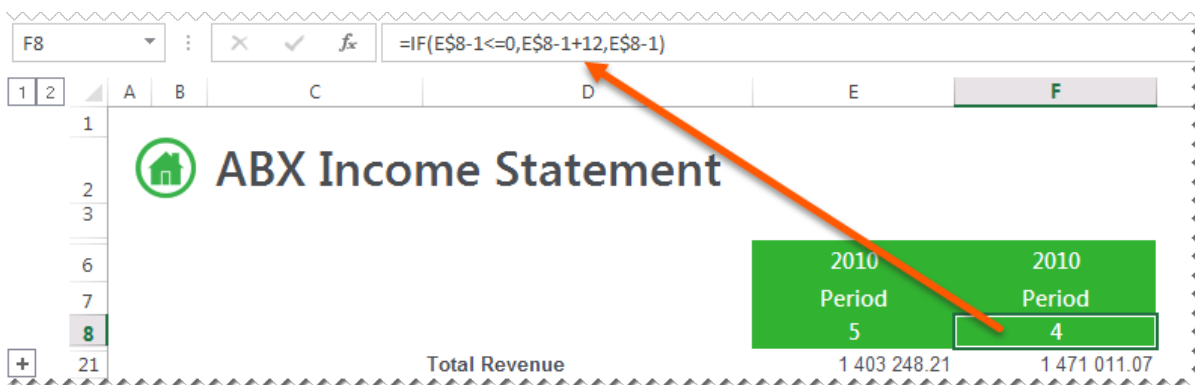 F8 fx =IF(E$8-1<=0,E$8-1+12,E$8-1)
1 2 A B C D E F
1
2 ABX Income Statement
3
6 2010 2010
7 Period Period
8 5 4
+ 21 Total Revenue 1 403 248.21 1 471 011.07